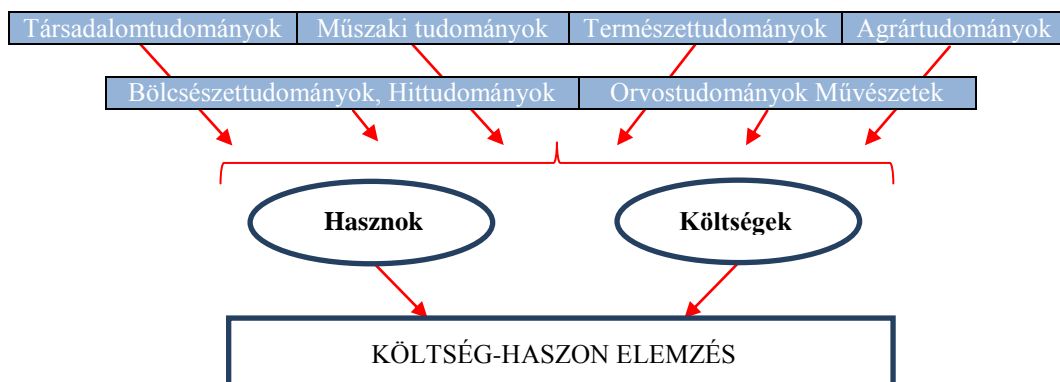 Társadalomtudományok Műszaki tudományok Természettudományok Agrártudományok
Bölcsészettudományok, Hittudományok Orvostudományok Művészetek
Hasznok Költségek
KÖLTSÉG-HASZON ELEMZÉS